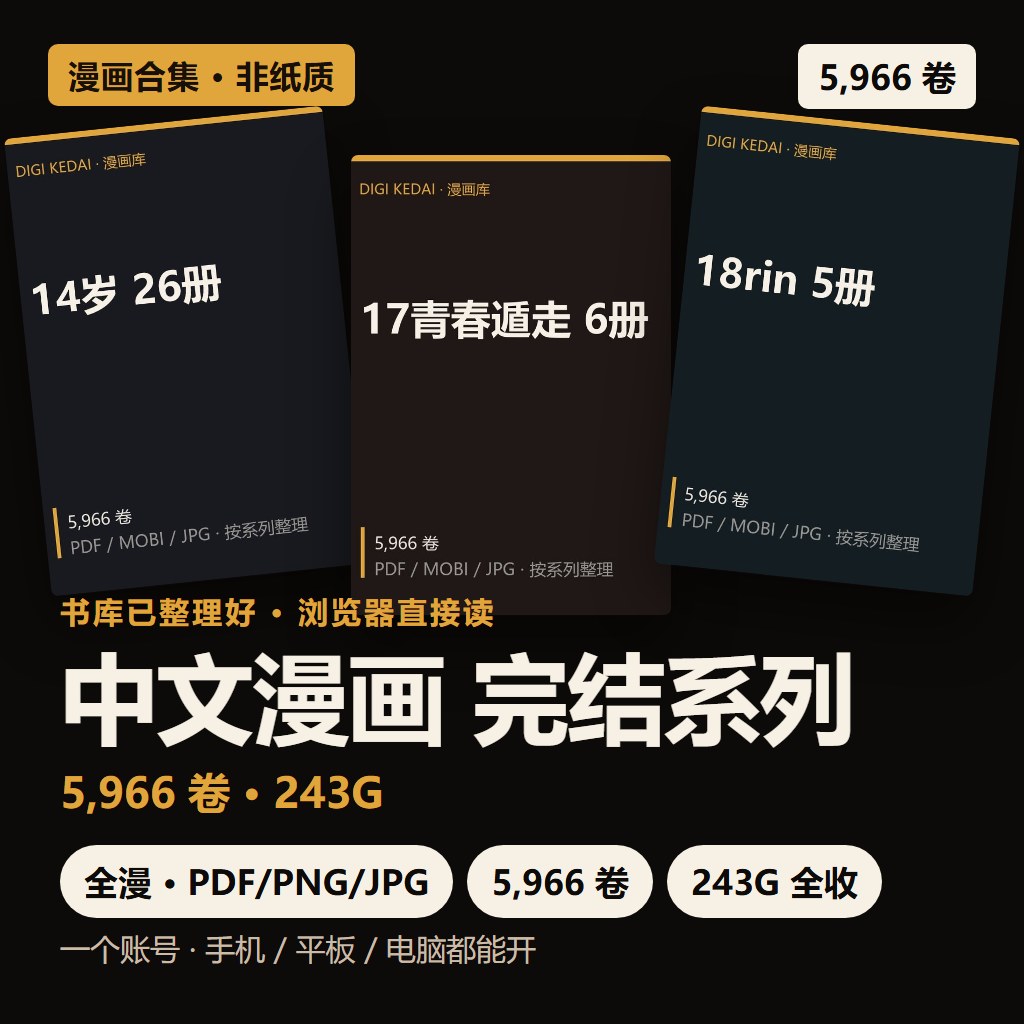 漫画合集 • 非纸质
5,966 卷
DIGI KEDAI · 漫画库
14岁 26册
5,966 卷
PDF / MOBI / JPG · 按系列整理
DIGI KEDAI · 漫画库
17青春遁走 6册
5,966 卷
PDF / MOBI / JPG · 按系列整理
DIGI KEDAI · 漫画库
18rin 5册
5,966 卷
PDF / MOBI / JPG · 按系列整理
书库已整理好 • 浏览器直接读
中文漫画 完结系列
5,966 卷 • 243G
全漫 • PDF/PNG/JPG
5,966 卷
243G 全收
一个账号 · 手机 / 平板 / 电脑都能开